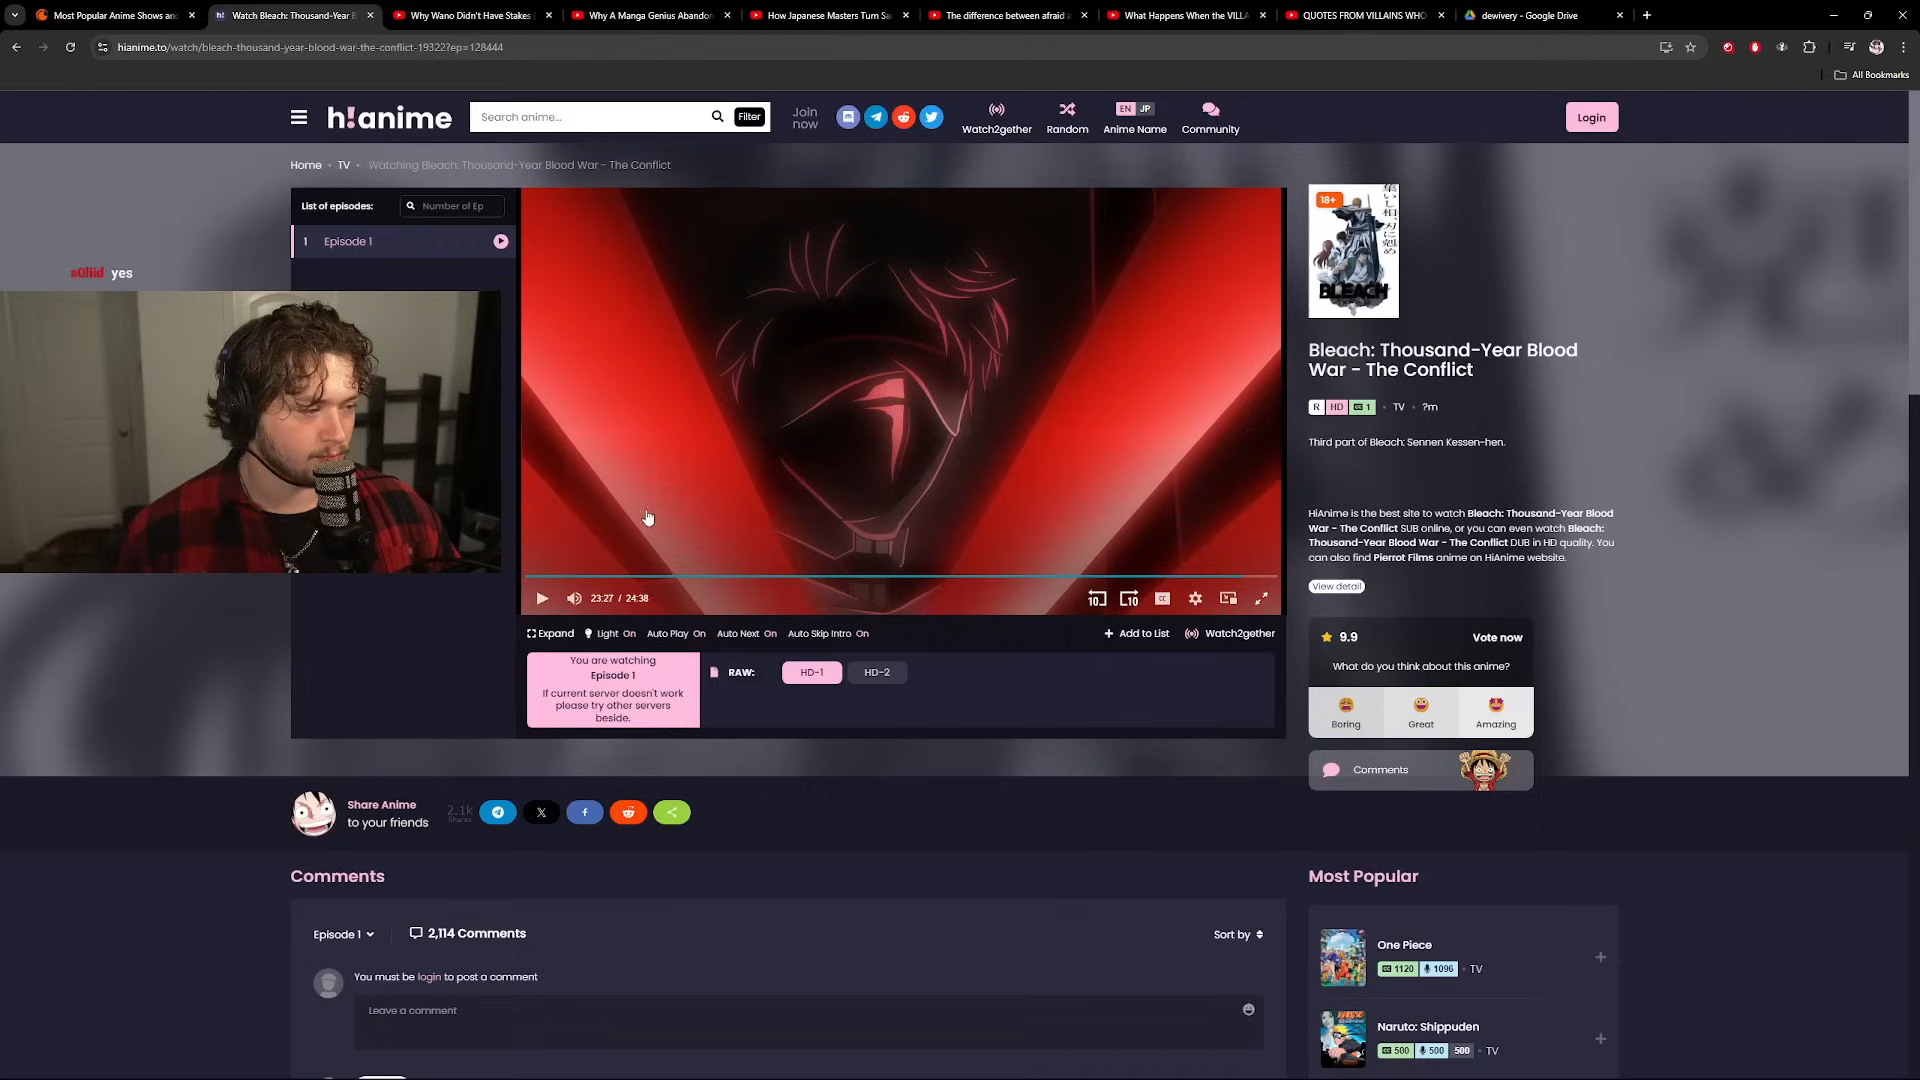 Most Popular Anime Shows and
Watch Bleach: Thousand-Year B
Why Wano Didn't Have Stakes (
Why A Manga Genius Abandon
How Japanese Masters Turn Sa
The difference between afraid a
What Happens When the VILLA
QUOTES FROM VILLAINS WHO
dewivery - Google Drive
hianime.to/watch/bleach-thousand-year-blood-war-the-conflict-19322?ep=128444
All Bookmarks
h!anime
Search anime...
Filter
Join now
Watch2gether
Random
EN JP
Anime Name
Community
Login
Home • TV • Watching Bleach: Thousand-Year Blood War - The Conflict
List of episodes:
Number of Ep
1 Episode 1
s0liid yes
23:27 / 24:38
10 10 CC
Expand Light On Auto Play On Auto Next On Auto Skip Intro On
Add to List Watch2gether
You are watching
Episode 1
If current server doesn't work
please try other servers
beside.
RAW: HD-1 HD-2
18+
BLEACH
Bleach: Thousand-Year Blood
War - The Conflict
R HD CC 1 • TV • ?m
Third part of Bleach: Sennen Kessen-hen.
HiAnime is the best site to watch Bleach: Thousand-Year Blood
War - The Conflict SUB online, or you can even watch Bleach:
Thousand-Year Blood War - The Conflict DUB in HD quality. You
can also find Pierrot Films anime on HiAnime website.
View detail
9.9 Vote now
What do you think about this anime?
Boring Great Amazing
Comments
Share Anime
to your friends
2.1k
Shares
Comments
Episode 1
2,114 Comments
Sort by
You must be login to post a comment
Leave a comment
Most Popular
One Piece
CC 1120 1096 • TV
Naruto: Shippuden
CC 500 500 500 • TV